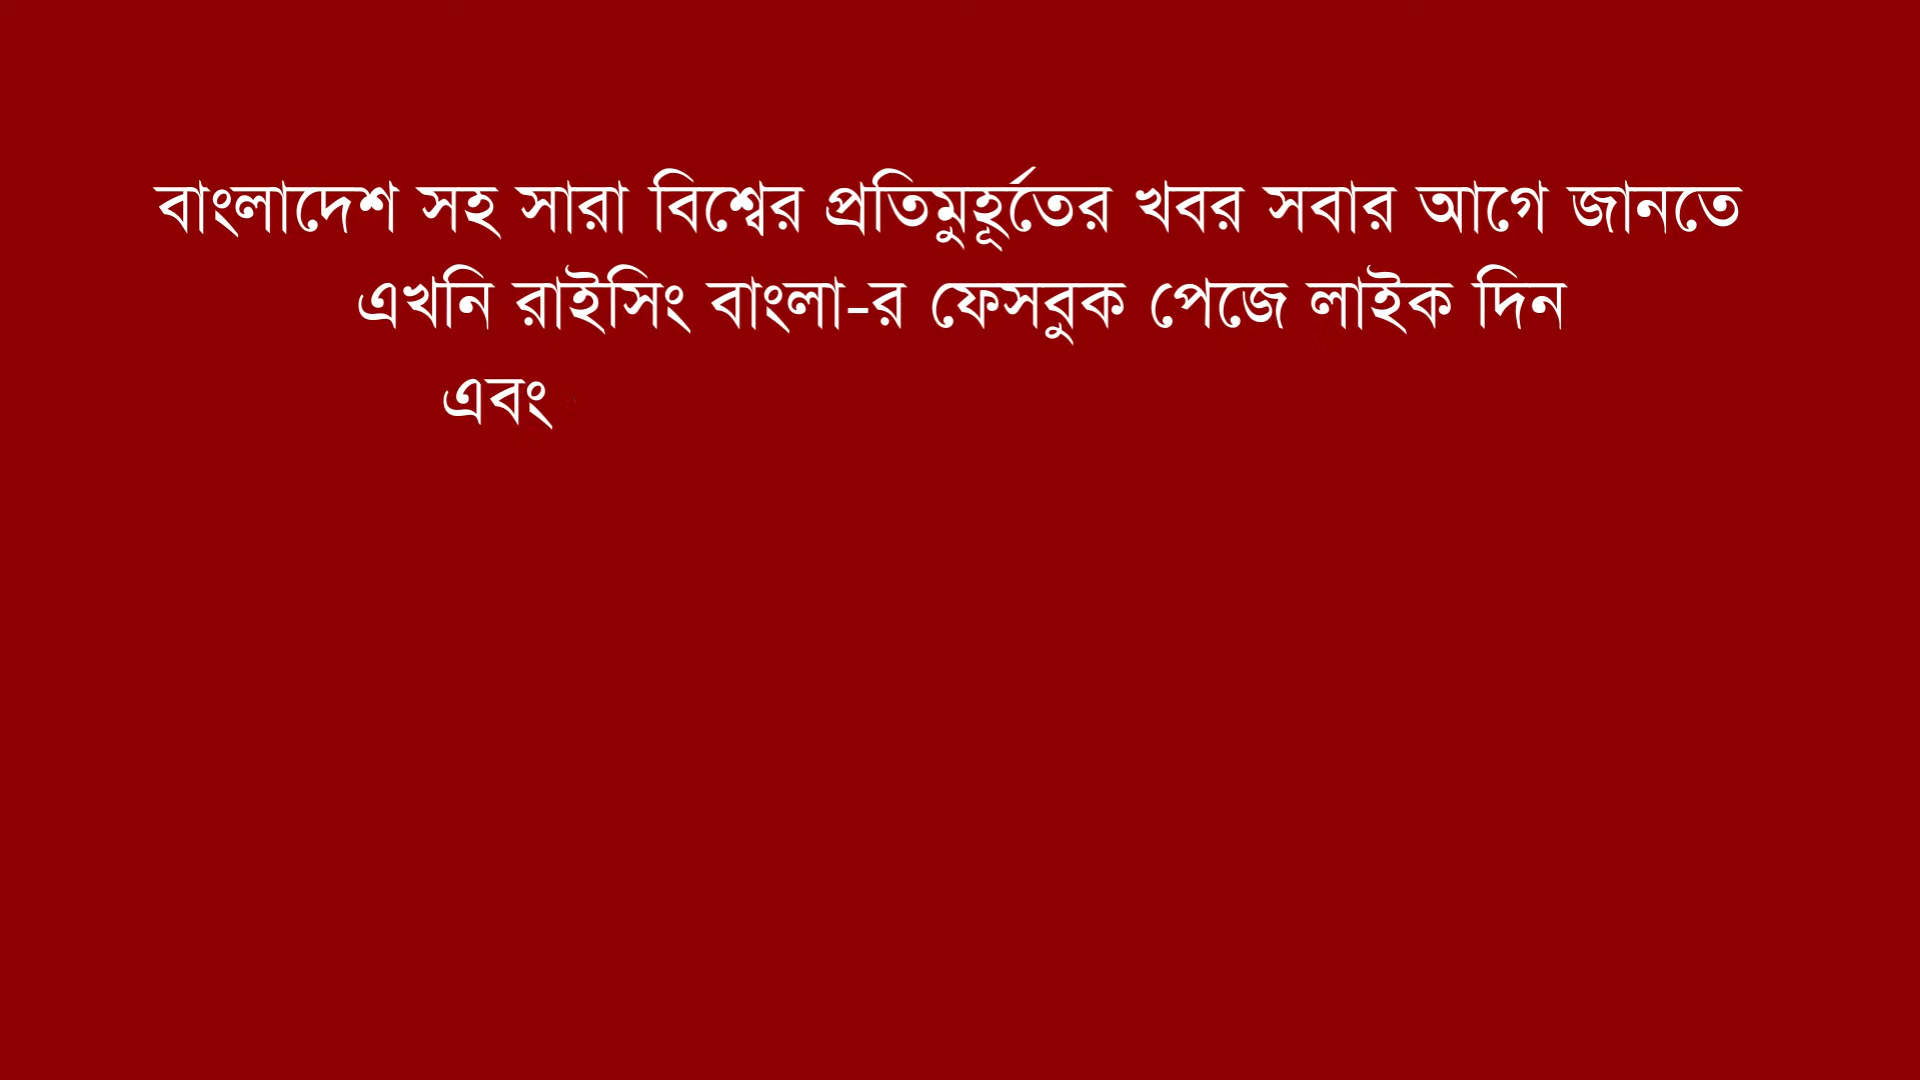 বাংলাদেশ সহ সারা বিশ্বের প্রতিমুহূর্তের খবর সবার আগে জানতে
এখনি রাইসিং বাংলা-র ফেসবুক পেজে লাইক দিন
এবং